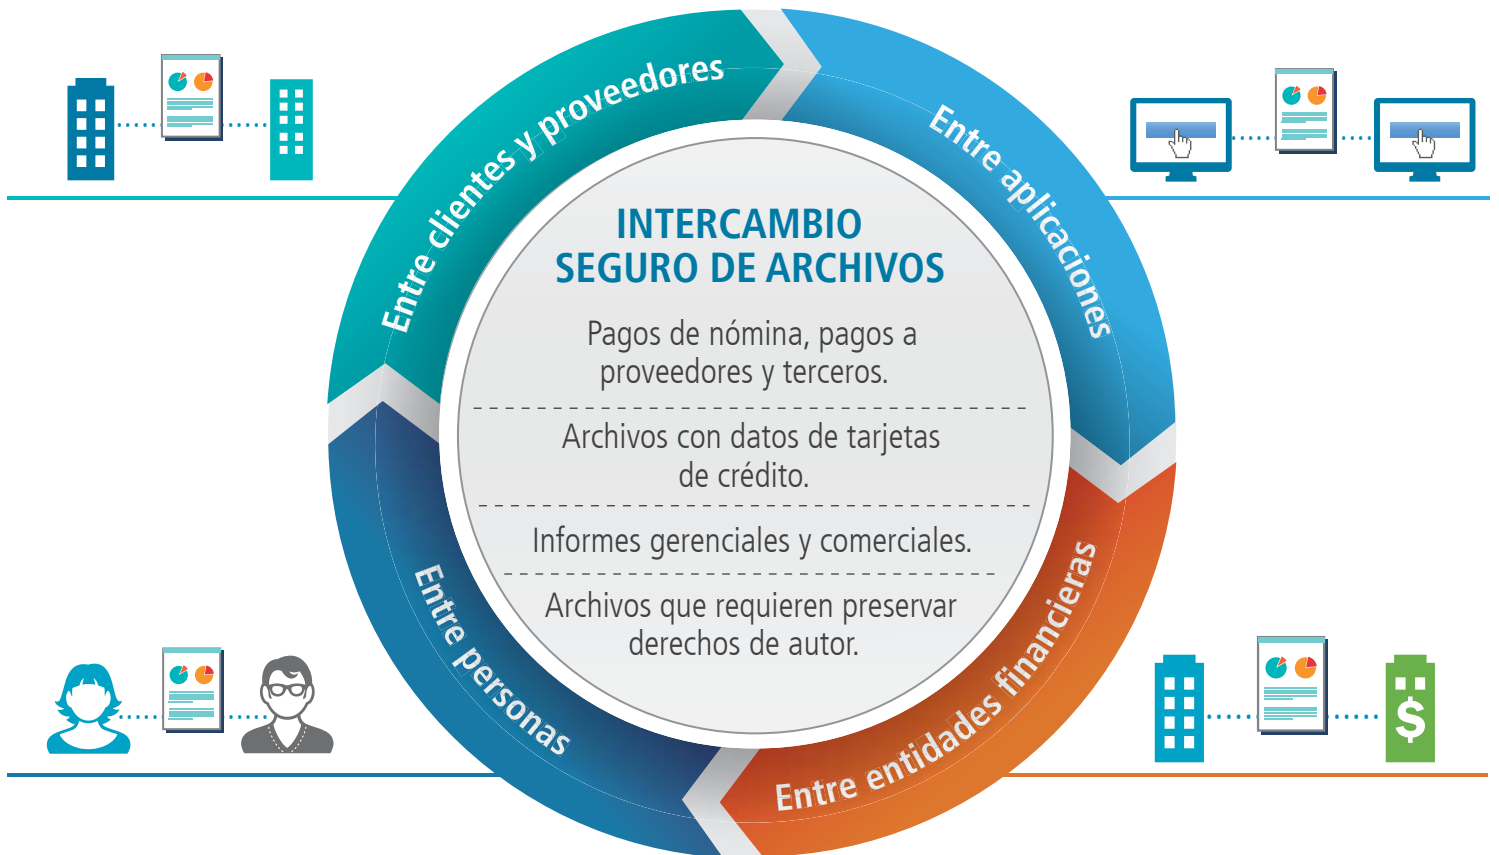 Entre clientes y proveedores
Entre aplicaciones
INTERCAMBIO
SEGURO DE ARCHIVOS
Pagos de nómina, pagos a
proveedores y terceros.
Archivos con datos de tarjetas
de crédito.
Informes gerenciales y comerciales.
Archivos que requieren preservar
derechos de autor.
Entre personas
Entre entidades financieras
$